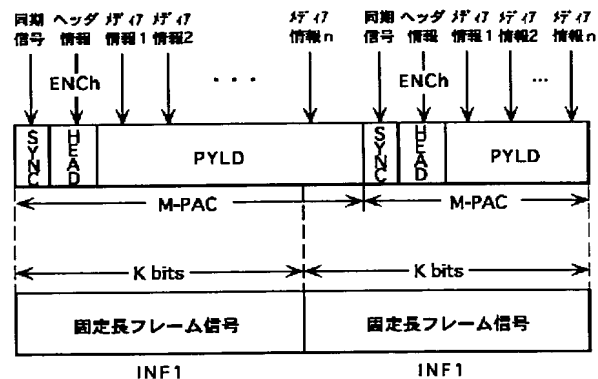 同期 ヘッダ メディア メディア メディア 同期 ヘッダ メディア メディア メディア
信号 情報 情報1 情報2 情報n 信号 情報 情報1 情報2 情報n
ENCh ・・・ ENCh …
SYNC HEAD PYLD SYNC HEAD PYLD
M-PAC M-PAC
K bits K bits
固定長フレーム信号 固定長フレーム信号
INF1 INF1